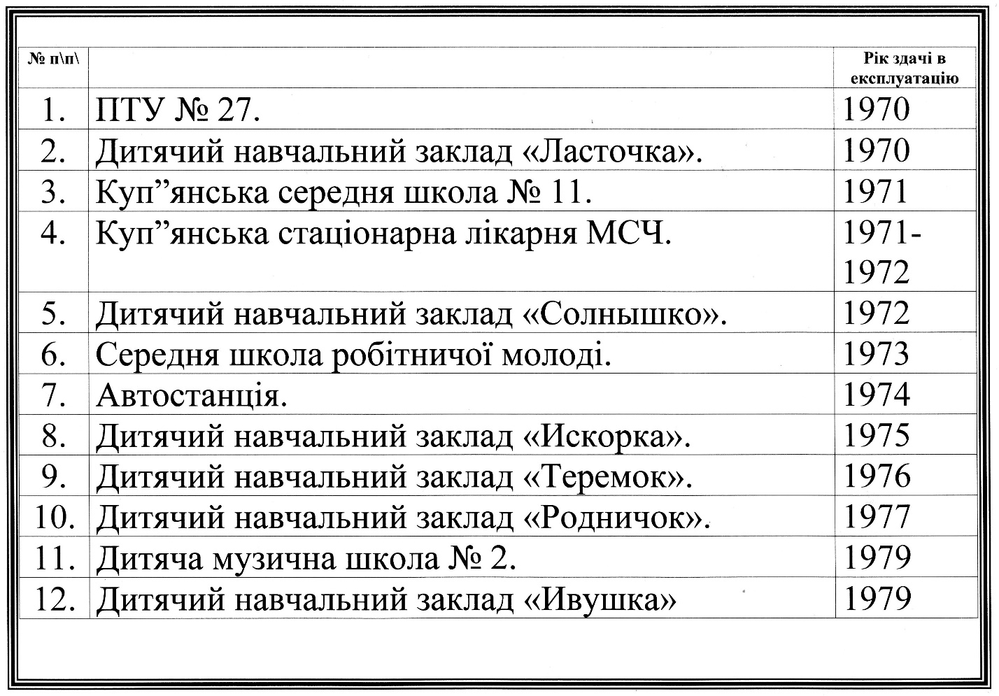 № п\п\ Рік здачі в
експлуатацію
1. ПТУ № 27. 1970
2. Дитячий навчальний заклад «Ласточка». 1970
3. Куп”янська середня школа № 11. 1971
4. Куп”янська стаціонарна лікарня МСЧ. 1971-
1972
5. Дитячий навчальний заклад «Солнышко». 1972
6. Середня школа робітничої молоді. 1973
7. Автостанція. 1974
8. Дитячий навчальний заклад «Искорка». 1975
9. Дитячий навчальний заклад «Теремок». 1976
10. Дитячий навчальний заклад «Родничок». 1977
11. Дитяча музична школа № 2. 1979
12. Дитячий навчальний заклад «Ивушка» 1979